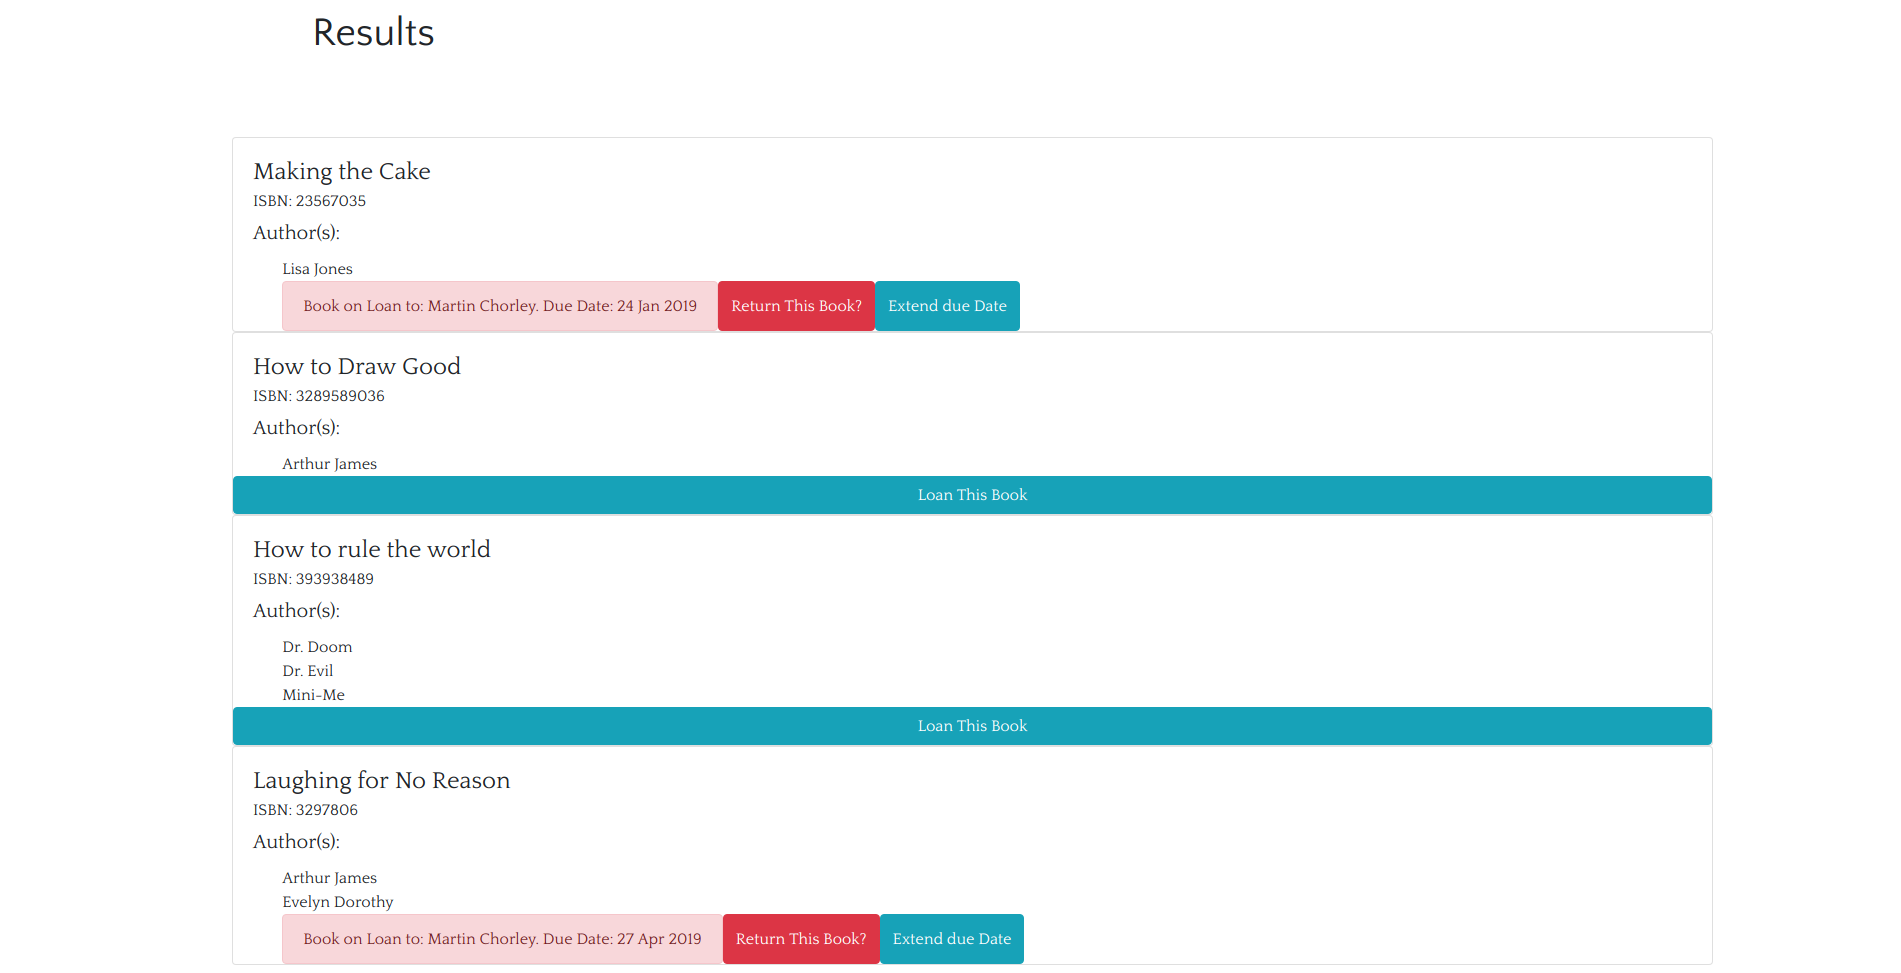 Results
Making the Cake
ISBN: 23567035
Author(s):
Lisa Jones
Book on Loan to: Martin Chorley. Due Date: 24 Jan 2019 Return This Book? Extend due Date
How to Draw Good
ISBN: 3289589036
Author(s):
Arthur James
Loan This Book
How to rule the world
ISBN: 393938489
Author(s):
Dr. Doom
Dr. Evil
Mini-Me
Loan This Book
Laughing for No Reason
ISBN: 3297806
Author(s):
Arthur James
Evelyn Dorothy
Book on Loan to: Martin Chorley. Due Date: 27 Apr 2019 Return This Book? Extend due Date